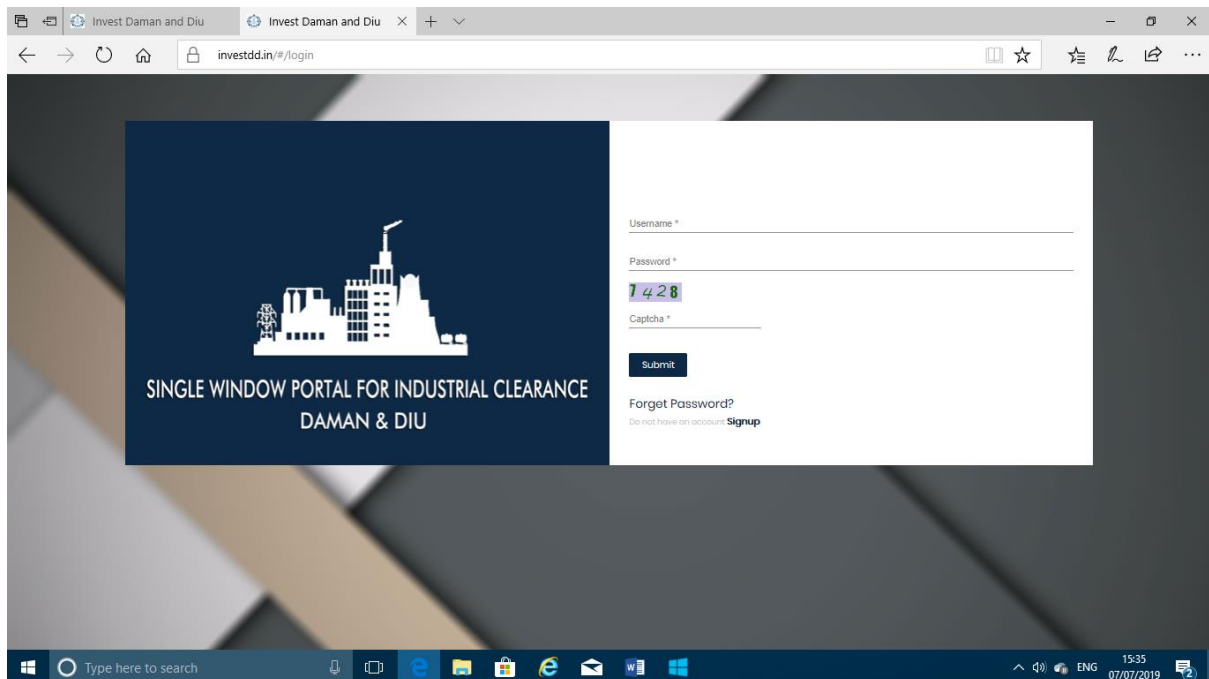 Invest Daman and Diu
Invest Daman and Diu
investdd.in/#/login
SINGLE WINDOW PORTAL FOR INDUSTRIAL CLEARANCE
DAMAN & DIU
Username *
Password *
7428
Captcha *
Submit
Forget Password?
Do not have an account Signup
Type here to search
ENG
15:35
07/07/2019
2